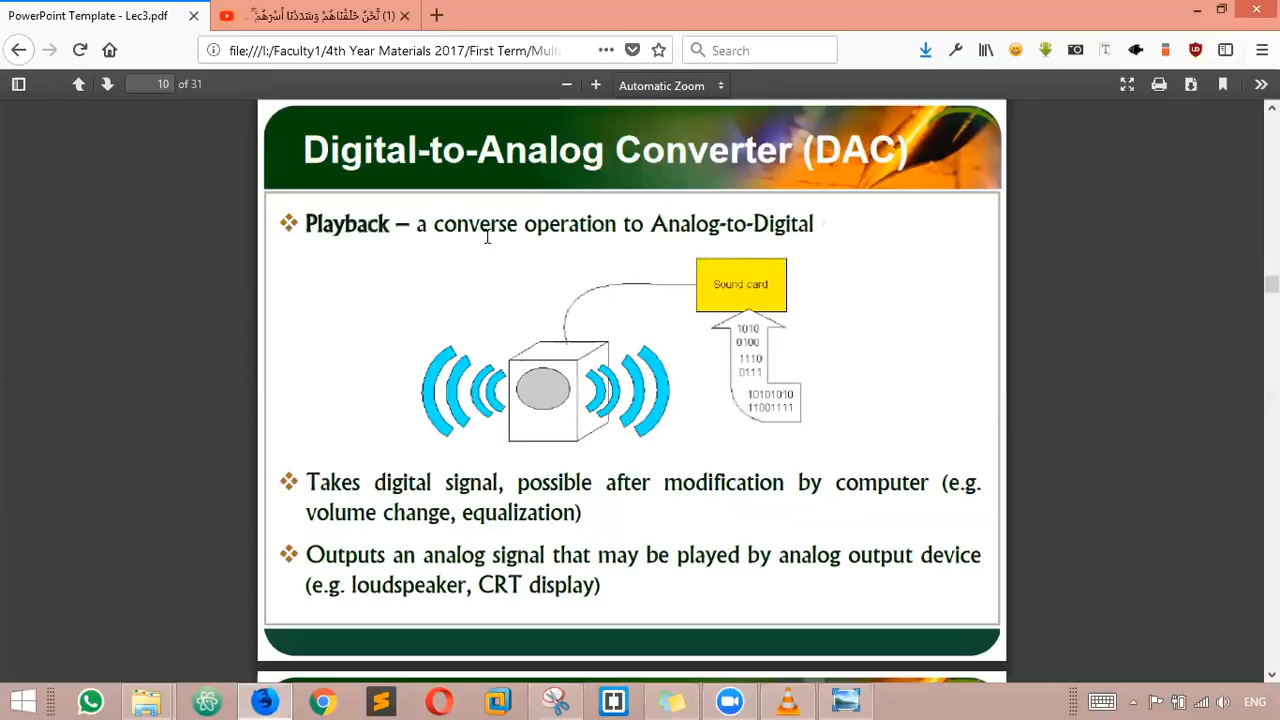 PowerPoint Template - Lec3.pdf
(1) نَّحْنُ خَلَقْنَاهُمْ وَشَدَدْنَا أَسْرَهُمْ
file:///I:/Faculty1/4th Year Materials 2017/First Term/Mult
Search
10 of 31
Automatic Zoom
Digital-to-Analog Converter (DAC)
❖ Playback – a converse operation to Analog-to-Digital
Sound card
1010
0100
1110
0111
10101010
11001111
❖ Takes digital signal, possible after modification by computer (e.g.
volume change, equalization)
❖ Outputs an analog signal that may be played by analog output device
(e.g. loudspeaker, CRT display)
ENG